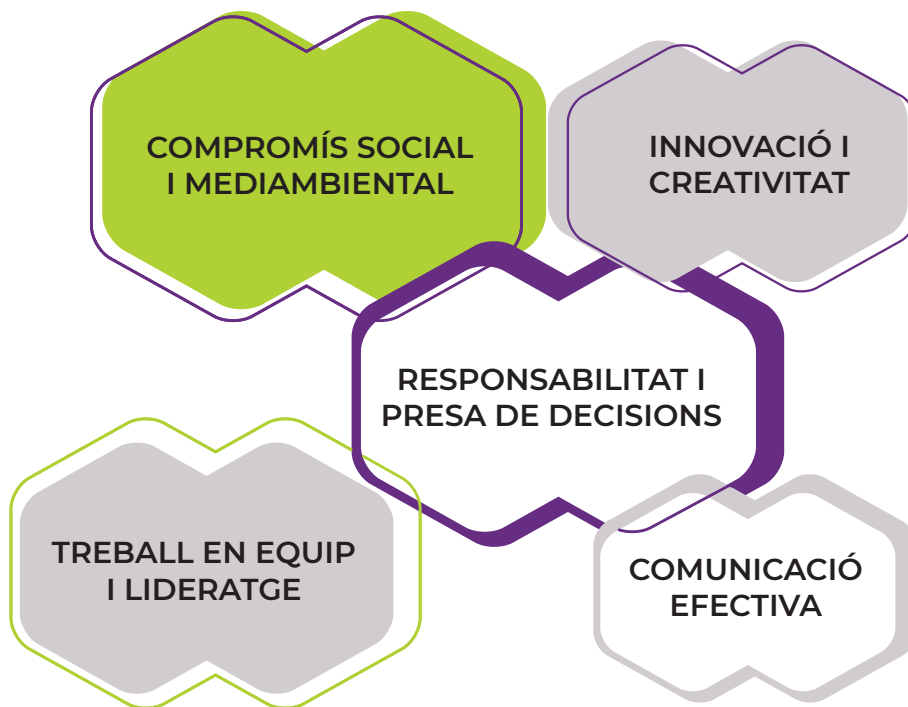 COMPROMÍS SOCIAL
I MEDIAMBIENTAL
INNOVACIÓ I
CREATIVITAT
RESPONSABILITAT I
PRESA DE DECISIONS
TREBALL EN EQUIP
I LIDERATGE
COMUNICACIÓ
EFECTIVA